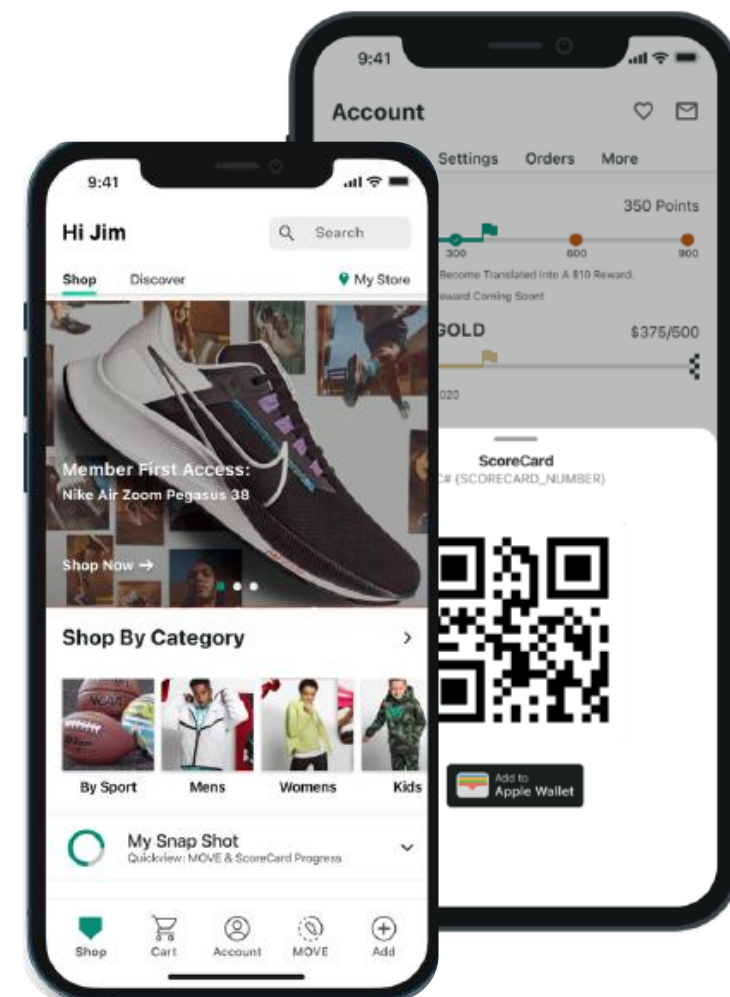 9:41
Hi Jim
Search
Shop Discover My Store
Member First Access:
Nike Air Zoom Pegasus 38
Shop Now →
Shop By Category
By Sport Mens Womens Kids
My Snap Shot
Quickview: MOVE & ScoreCard Progress
Shop Cart Account MOVE Add
9:41
Account
Settings Orders More
350 Points
300 600 900
Become Translated Into A $10 Reward.
eward Coming Soon!
GOLD $375/500
020
ScoreCard
C# {SCORECARD_NUMBER}
Add to
Apple Wallet